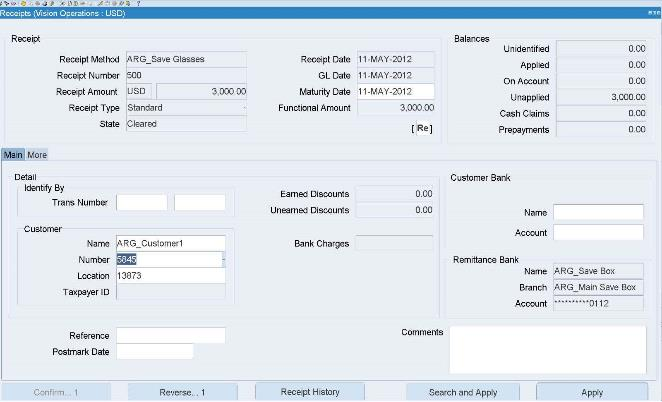 Receipts (Vision Operations : USD)
Receipt
Receipt Method ARG_Save Glasses
Receipt Number 500
Receipt Amount USD 3,000.00
Receipt Type Standard
State Cleared
Receipt Date 11-MAY-2012
GL Date 11-MAY-2012
Maturity Date 11-MAY-2012
Functional Amount 3,000.00
[Re]
Balances
Unidentified 0.00
Applied 0.00
On Account 0.00
Unapplied 3,000.00
Cash Claims 0.00
Prepayments 0.00
Main More
Detail
Identify By
Trans Number
Customer
Name ARG_Customer1
Number 5845
Location 13873
Taxpayer ID
Earned Discounts 0.00
Unearned Discounts 0.00
Bank Charges
Customer Bank
Name
Account
Remittance Bank
Name ARG_Save Box
Branch ARG_Main Save Box
Account *********0112
Reference
Postmark Date
Comments
Confirm... 1
Reverse... 1
Receipt History
Search and Apply
Apply